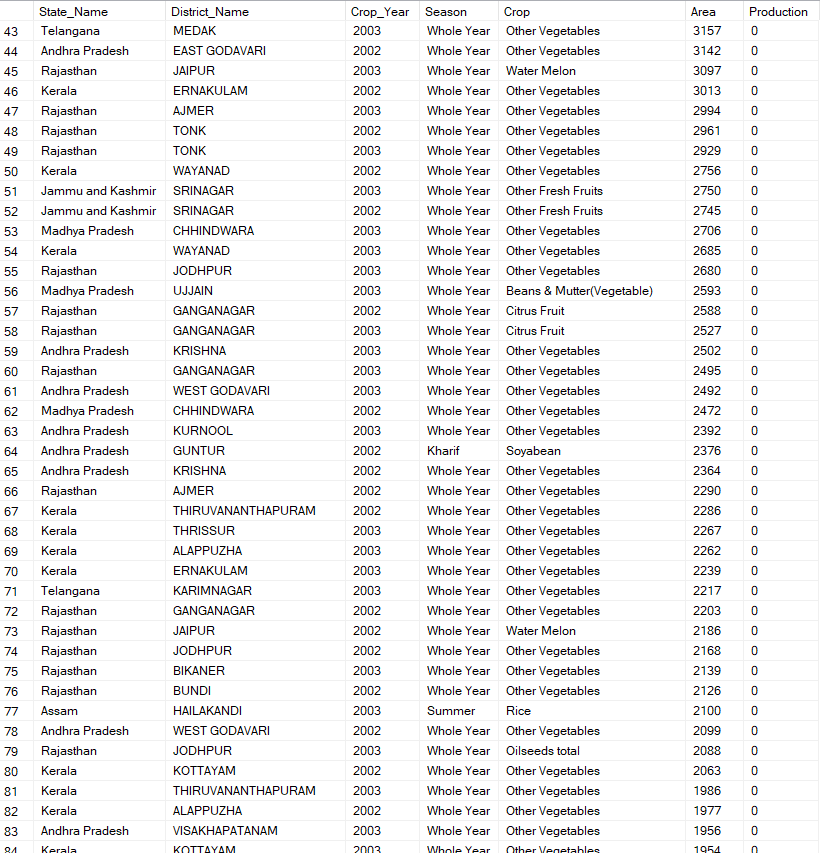 State_Name District_Name Crop_Year Season Crop Area Production
43 Telangana MEDAK 2003 Whole Year Other Vegetables 3157 0
44 Andhra Pradesh EAST GODAVARI 2002 Whole Year Other Vegetables 3142 0
45 Rajasthan JAIPUR 2003 Whole Year Water Melon 3097 0
46 Kerala ERNAKULAM 2002 Whole Year Other Vegetables 3013 0
47 Rajasthan AJMER 2003 Whole Year Other Vegetables 2994 0
48 Rajasthan TONK 2002 Whole Year Other Vegetables 2961 0
49 Rajasthan TONK 2003 Whole Year Other Vegetables 2929 0
50 Kerala WAYANAD 2002 Whole Year Other Vegetables 2756 0
51 Jammu and Kashmir SRINAGAR 2003 Whole Year Other Fresh Fruits 2750 0
52 Jammu and Kashmir SRINAGAR 2002 Whole Year Other Fresh Fruits 2745 0
53 Madhya Pradesh CHHINDWARA 2003 Whole Year Other Vegetables 2706 0
54 Kerala WAYANAD 2003 Whole Year Other Vegetables 2685 0
55 Rajasthan JODHPUR 2003 Whole Year Other Vegetables 2680 0
56 Madhya Pradesh UJJAIN 2003 Whole Year Beans & Mutter(Vegetable) 2593 0
57 Rajasthan GANGANAGAR 2002 Whole Year Citrus Fruit 2588 0
58 Rajasthan GANGANAGAR 2003 Whole Year Citrus Fruit 2527 0
59 Andhra Pradesh KRISHNA 2003 Whole Year Other Vegetables 2502 0
60 Rajasthan GANGANAGAR 2003 Whole Year Other Vegetables 2495 0
61 Andhra Pradesh WEST GODAVARI 2003 Whole Year Other Vegetables 2492 0
62 Madhya Pradesh CHHINDWARA 2002 Whole Year Other Vegetables 2472 0
63 Andhra Pradesh KURNOOL 2003 Whole Year Other Vegetables 2392 0
64 Andhra Pradesh GUNTUR 2002 Kharif Soyabean 2376 0
65 Andhra Pradesh KRISHNA 2002 Whole Year Other Vegetables 2364 0
66 Rajasthan AJMER 2002 Whole Year Other Vegetables 2290 0
67 Kerala THIRUVANANTHAPURAM 2002 Whole Year Other Vegetables 2286 0
68 Kerala THRISSUR 2003 Whole Year Other Vegetables 2267 0
69 Kerala ALAPPUZHA 2003 Whole Year Other Vegetables 2262 0
70 Kerala ERNAKULAM 2003 Whole Year Other Vegetables 2239 0
71 Telangana KARIMNAGAR 2003 Whole Year Other Vegetables 2217 0
72 Rajasthan GANGANAGAR 2002 Whole Year Other Vegetables 2203 0
73 Rajasthan JAIPUR 2002 Whole Year Water Melon 2186 0
74 Rajasthan JODHPUR 2002 Whole Year Other Vegetables 2168 0
75 Rajasthan BIKANER 2003 Whole Year Other Vegetables 2139 0
76 Rajasthan BUNDI 2002 Whole Year Other Vegetables 2126 0
77 Assam HAILAKANDI 2003 Summer Rice 2100 0
78 Andhra Pradesh WEST GODAVARI 2002 Whole Year Other Vegetables 2099 0
79 Rajasthan JODHPUR 2003 Whole Year Oilseeds total 2088 0
80 Kerala KOTTAYAM 2002 Whole Year Other Vegetables 2063 0
81 Kerala THIRUVANANTHAPURAM 2003 Whole Year Other Vegetables 1986 0
82 Kerala ALAPPUZHA 2002 Whole Year Other Vegetables 1977 0
83 Andhra Pradesh VISAKHAPATANAM 2003 Whole Year Other Vegetables 1956 0
84 Kerala KOTTAYAM 2003 Whole Year Other Vegetables 1954 0